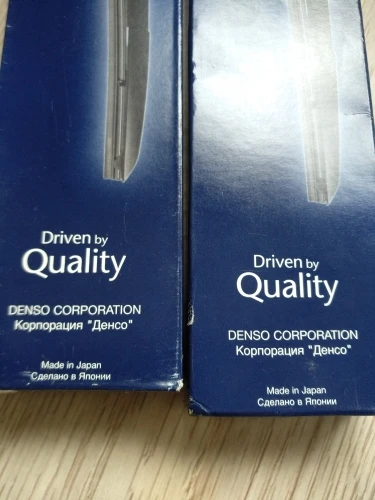 Driven by
Quality
DENSO CORPORATION
Корпорация "Денсо"
Made in Japan
Сделано в Японии
Driven by
Quality
DENSO CORPORATION
Корпорация "Денсо"
Made in Japan
Сделано в Японии